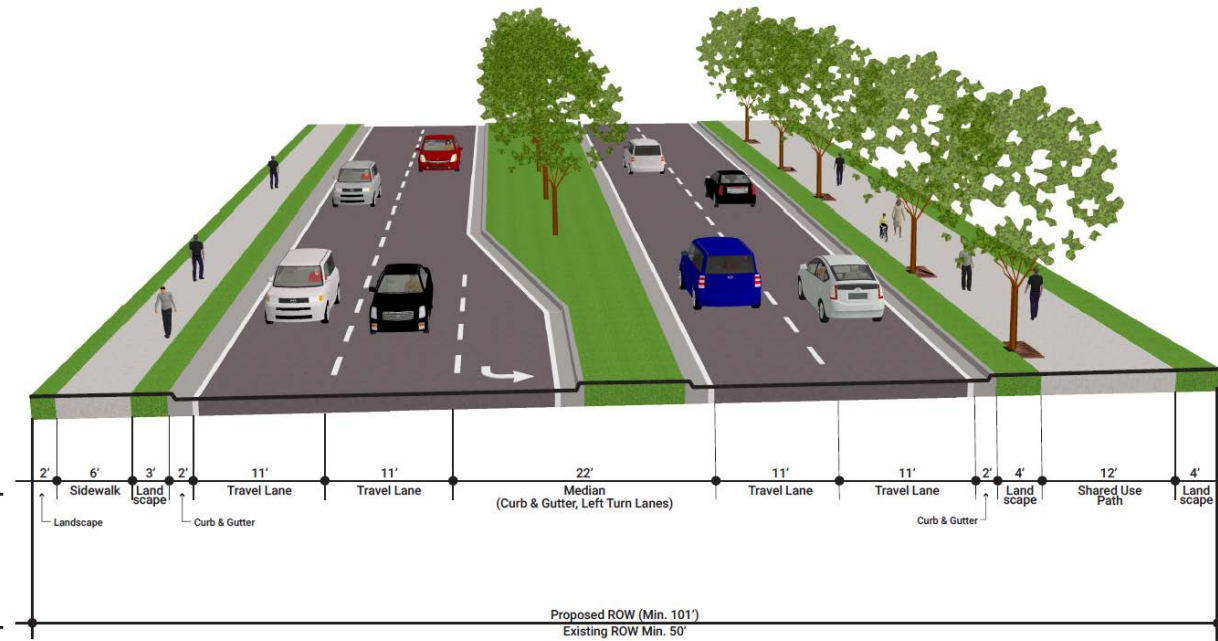 2’ 6’ 3’ 2’ 11’ 11’ 22’ 11’ 11’ 2’ 4’ 12’ 4’
Sidewalk Land Travel Lane Travel Lane Median Travel Lane Travel Lane Land Shared Use Land
scape (Curb & Gutter, Left Turn Lanes) scape Path scape
Landscape Curb & Gutter Curb & Gutter
Proposed ROW (Min. 101’)
Existing ROW Min. 50’